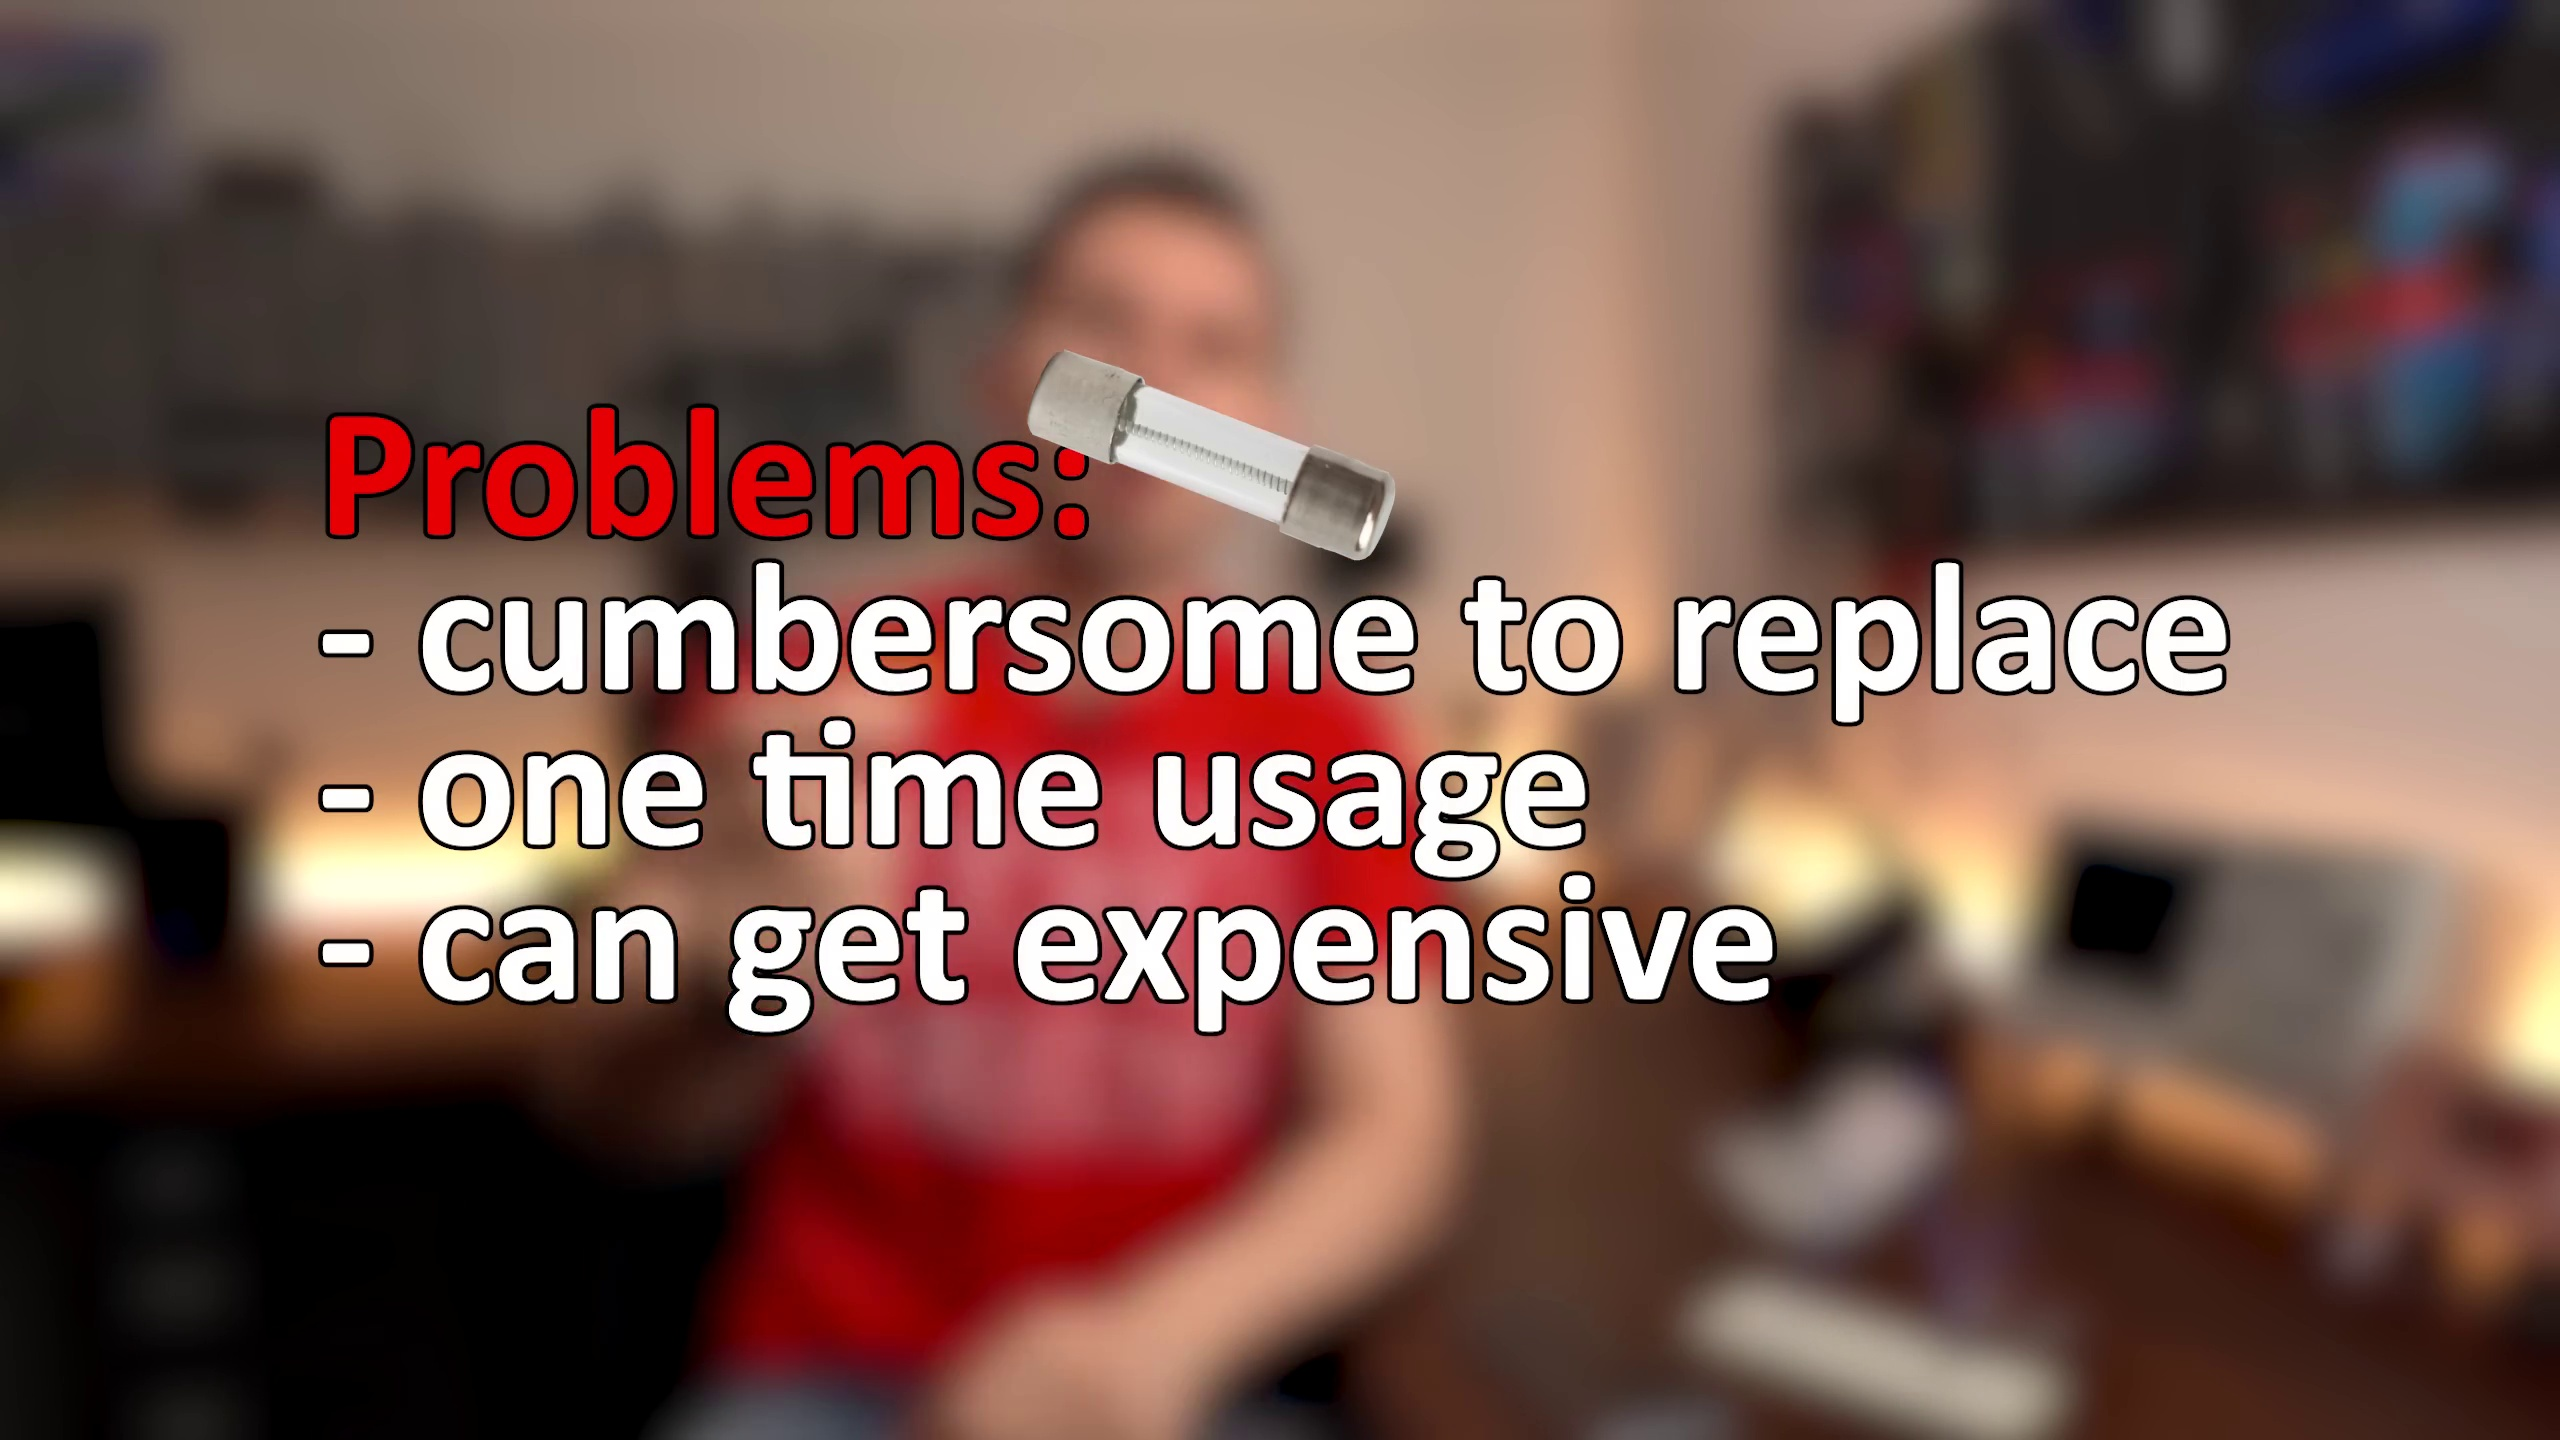 Problems:
- cumbersome to replace
- one time usage
- can get expensive